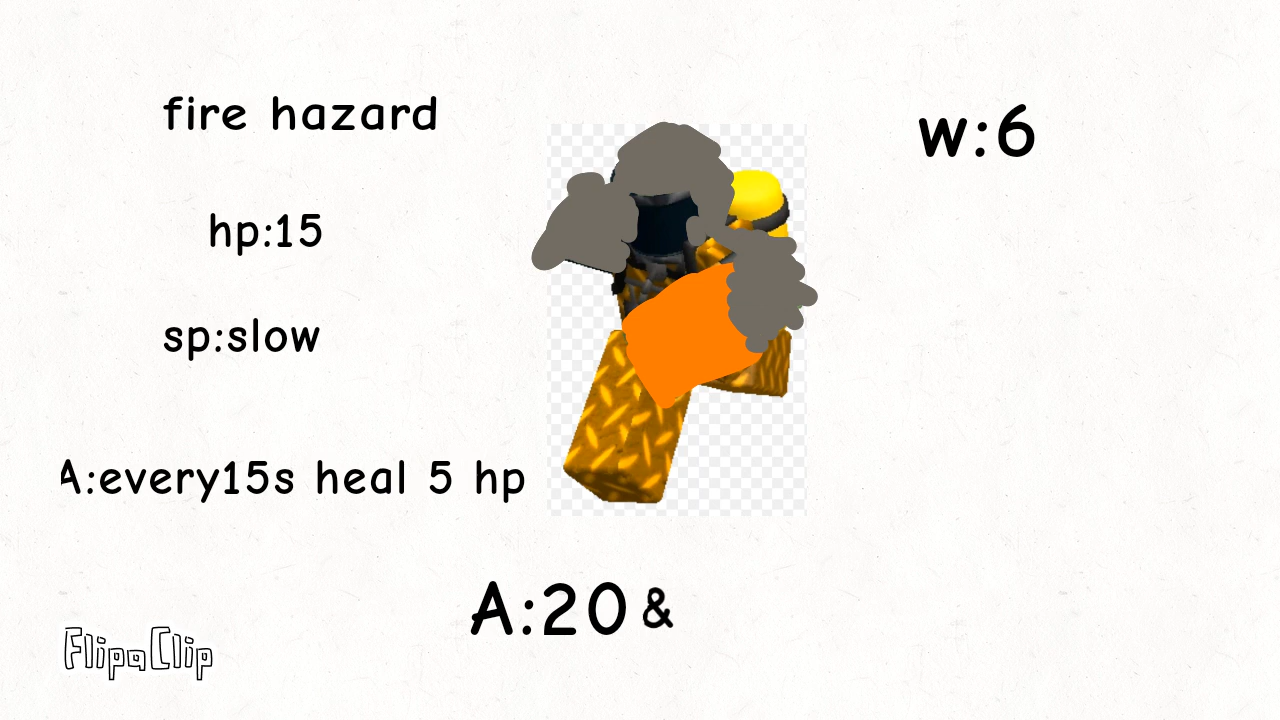 fire hazard
w:6
hp:15
sp:slow
A:every15s heal 5 hp
A:20 &
FlipaClip